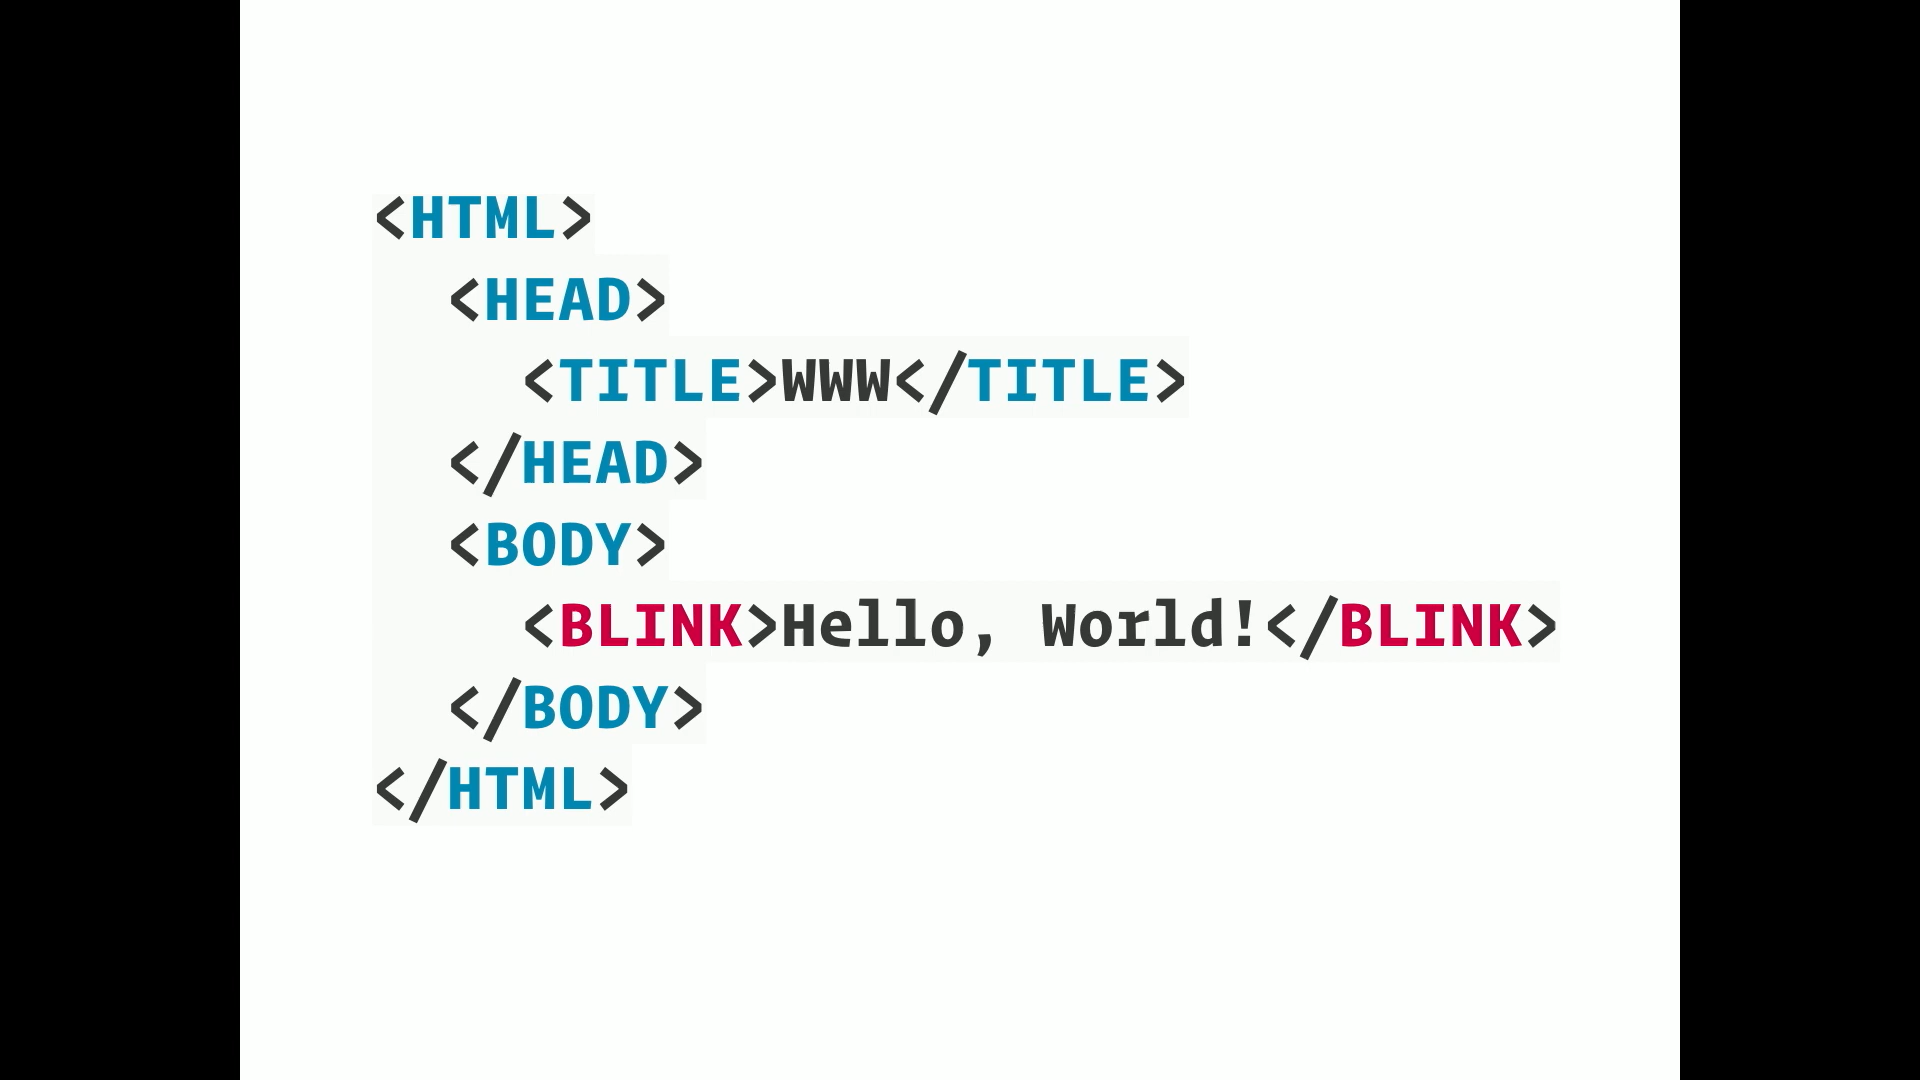 <HTML>
  <HEAD>
    <TITLE>WWW</TITLE>
  </HEAD>
  <BODY>
    <BLINK>Hello, World!</BLINK>
  </BODY>
</HTML>